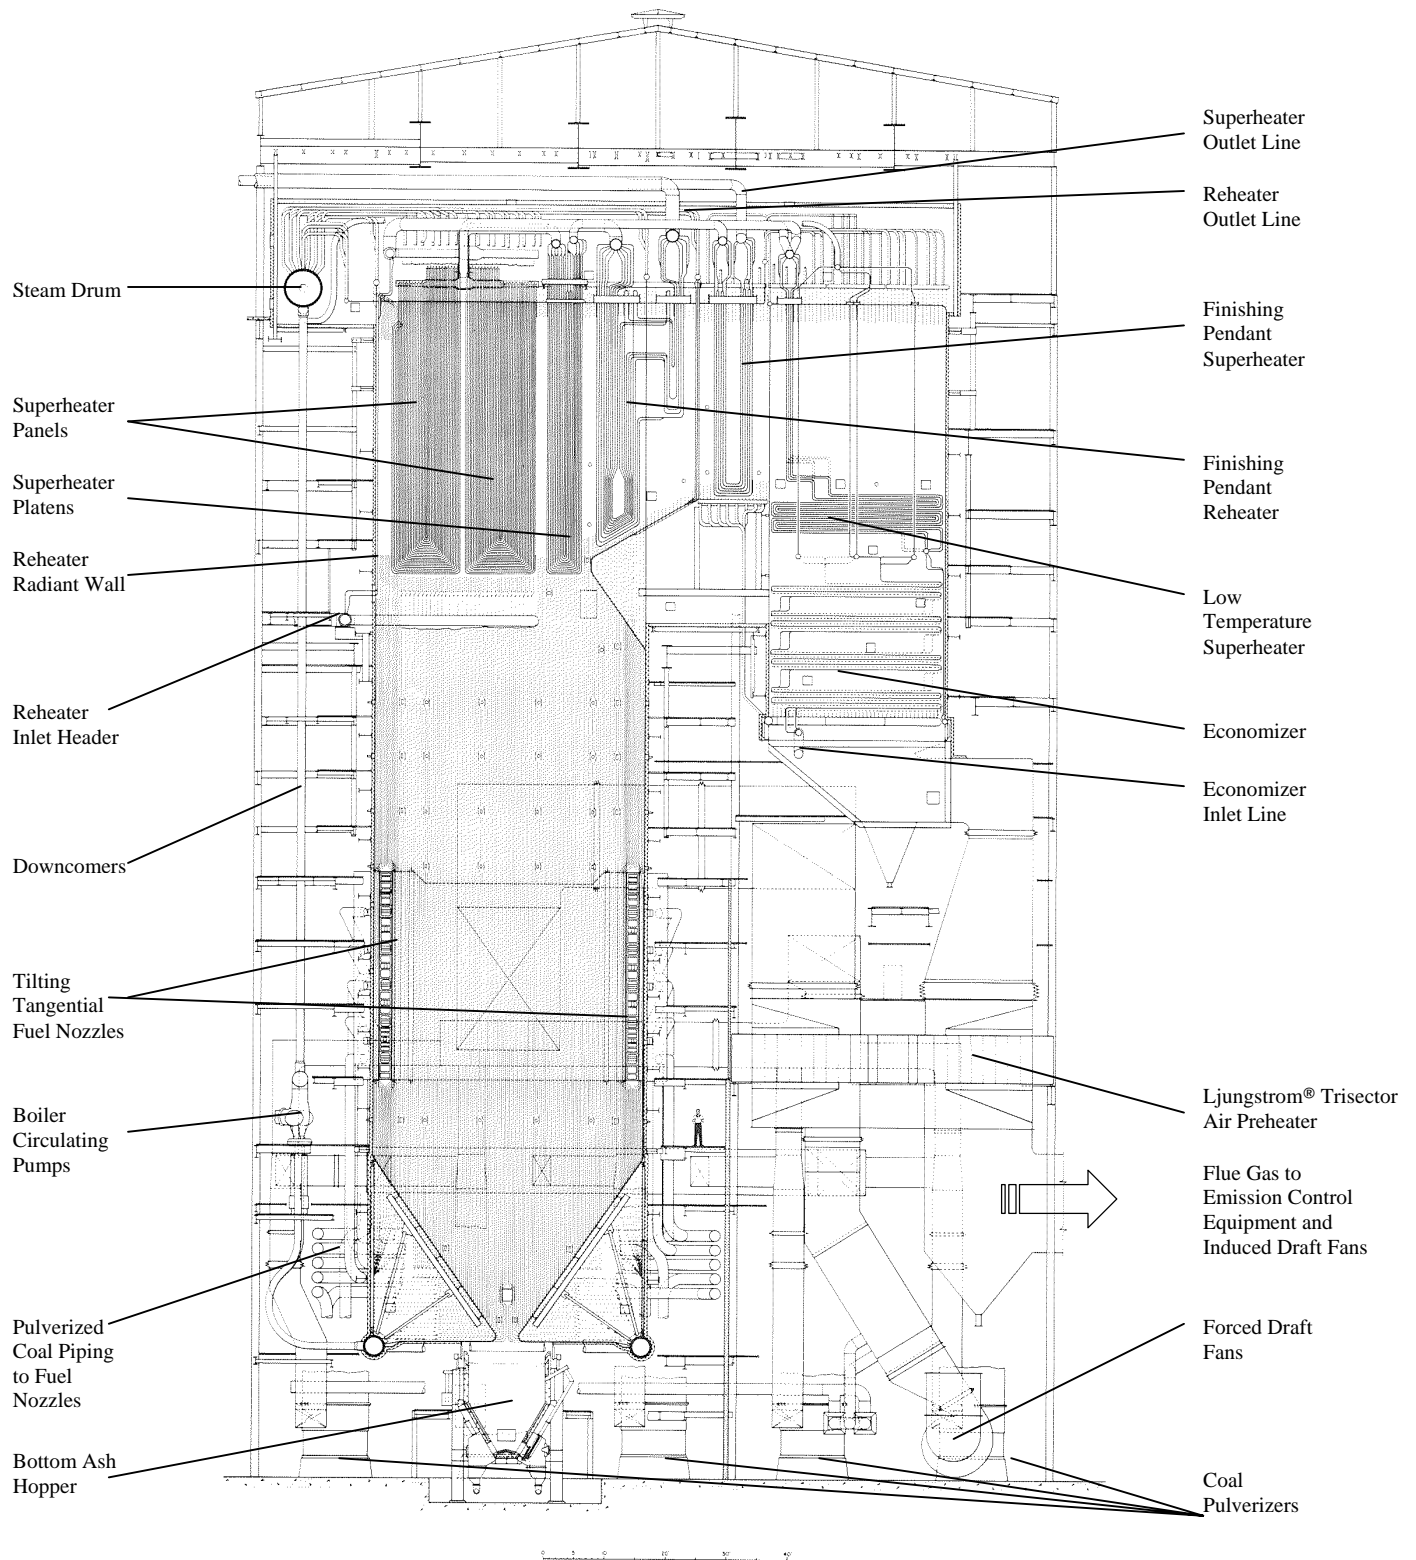 Superheater
Outlet Line
Reheater
Outlet Line
Steam Drum
Finishing
Pendant
Superheater
Superheater
Panels
Finishing
Pendant
Reheater
Superheater
Platens
Reheater
Radiant Wall
Low
Temperature
Superheater
Reheater
Inlet Header
Economizer
Economizer
Inlet Line
Downcomers
Tilting
Tangential
Fuel Nozzles
Ljungstrom® Trisector
Air Preheater
Boiler
Circulating
Pumps
Flue Gas to
Emission Control
Equipment and
Induced Draft Fans
Pulverized
Coal Piping
to Fuel
Nozzles
Forced Draft
Fans
Bottom Ash
Hopper
Coal
Pulverizers